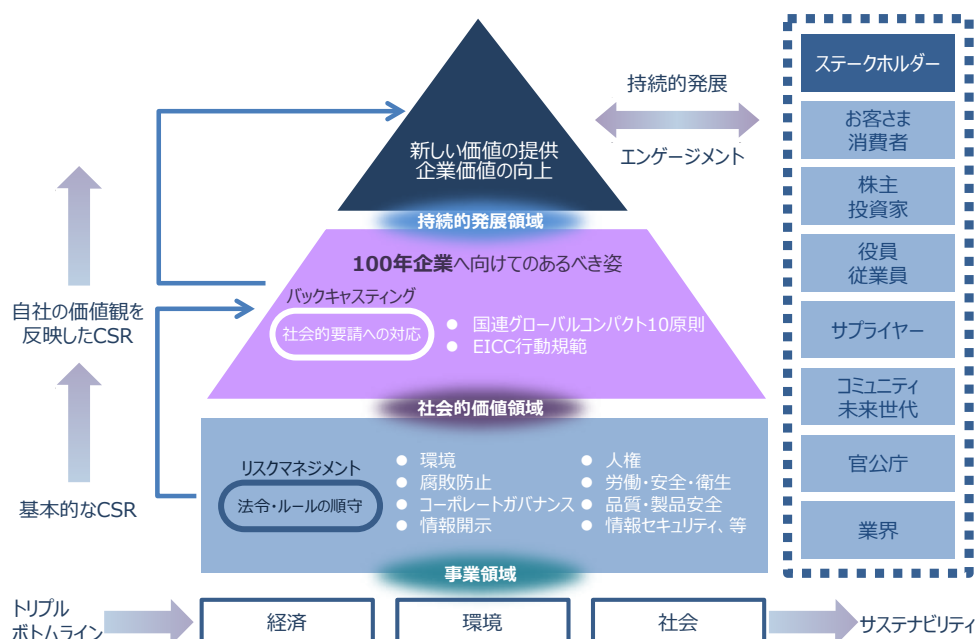 ステークホルダー
持続的発展
エンゲージメント
お客さま
消費者
株主
投資家
役員
従業員
サプライヤー
コミュニティ
未来世代
官公庁
業界
新しい価値の提供
企業価値の向上
持続的発展領域
100年企業へ向けてのあるべき姿
バックキャスティング
社会的要請への対応
● 国連グローバルコンパクト10原則
● EICC行動規範
社会的価値領域
自社の価値観を
反映したCSR
基本的なCSR
リスクマネジメント
法令・ルールの順守
● 環境
● 腐敗防止
● コーポレートガバナンス
● 情報開示
● 人権
● 労働・安全・衛生
● 品質・製品安全
● 情報セキュリティ、等
事業領域
トリプル
ボトムライン
経済
環境
社会
サステナビリティ